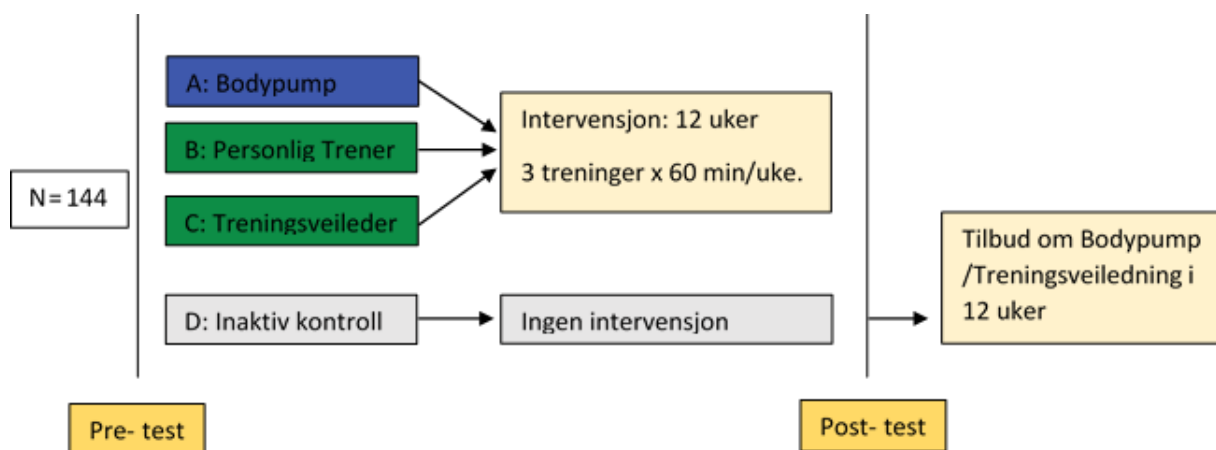 N = 144
A: Bodypump
B: Personlig Trener
C: Treningsveileder
D: Inaktiv kontroll
Intervensjon: 12 uker
3 treninger x 60 min/uke.
Ingen intervensjon
Tilbud om Bodypump
/Treningsveiledning i
12 uker
Pre- test
Post- test